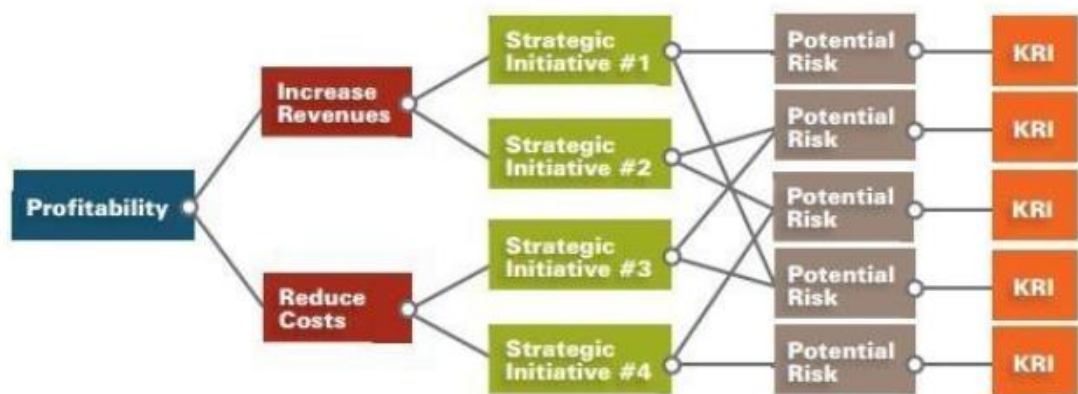 Profitability
Increase
Revenues
Reduce
Costs
Strategic
Initiative #1
Strategic
Initiative #2
Strategic
Initiative #3
Strategic
Initiative #4
Potential
Risk
Potential
Risk
Potential
Risk
Potential
Risk
Potential
Risk
KRI
KRI
KRI
KRI
KRI